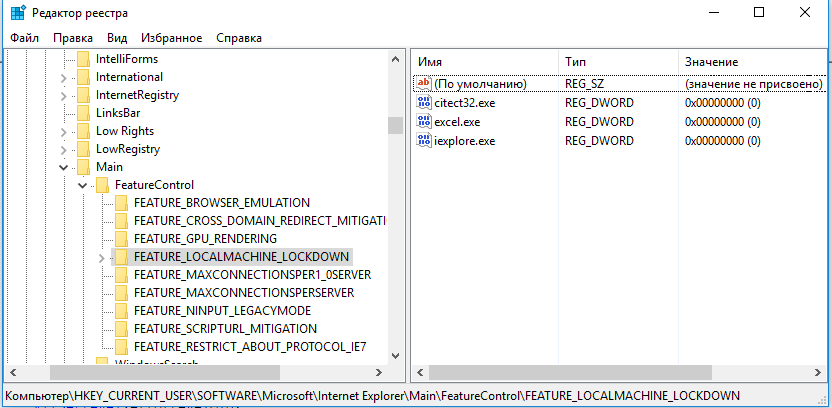 Редактор реестра
Файл Правка Вид Избранное Справка
IntelliForms
International
InternetRegistry
LinksBar
Low Rights
LowRegistry
Main
FeatureControl
FEATURE_BROWSER_EMULATION
FEATURE_CROSS_DOMAIN_REDIRECT_MITIGATI
FEATURE_GPU_RENDERING
FEATURE_LOCALMACHINE_LOCKDOWN
FEATURE_MAXCONNECTIONSPER1_0SERVER
FEATURE_MAXCONNECTIONSPERSERVER
FEATURE_NINPUT_LEGACYMODE
FEATURE_SCRIPTURL_MITIGATION
FEATURE_RESTRICT_ABOUT_PROTOCOL_IE7
Имя Тип Значение
(По умолчанию) REG_SZ (значение не присвоено)
citect32.exe REG_DWORD 0x00000000 (0)
excel.exe REG_DWORD 0x00000000 (0)
iexplore.exe REG_DWORD 0x00000000 (0)
Компьютер\HKEY_CURRENT_USER\SOFTWARE\Microsoft\Internet Explorer\Main\FeatureControl\FEATURE_LOCALMACHINE_LOCKDOWN